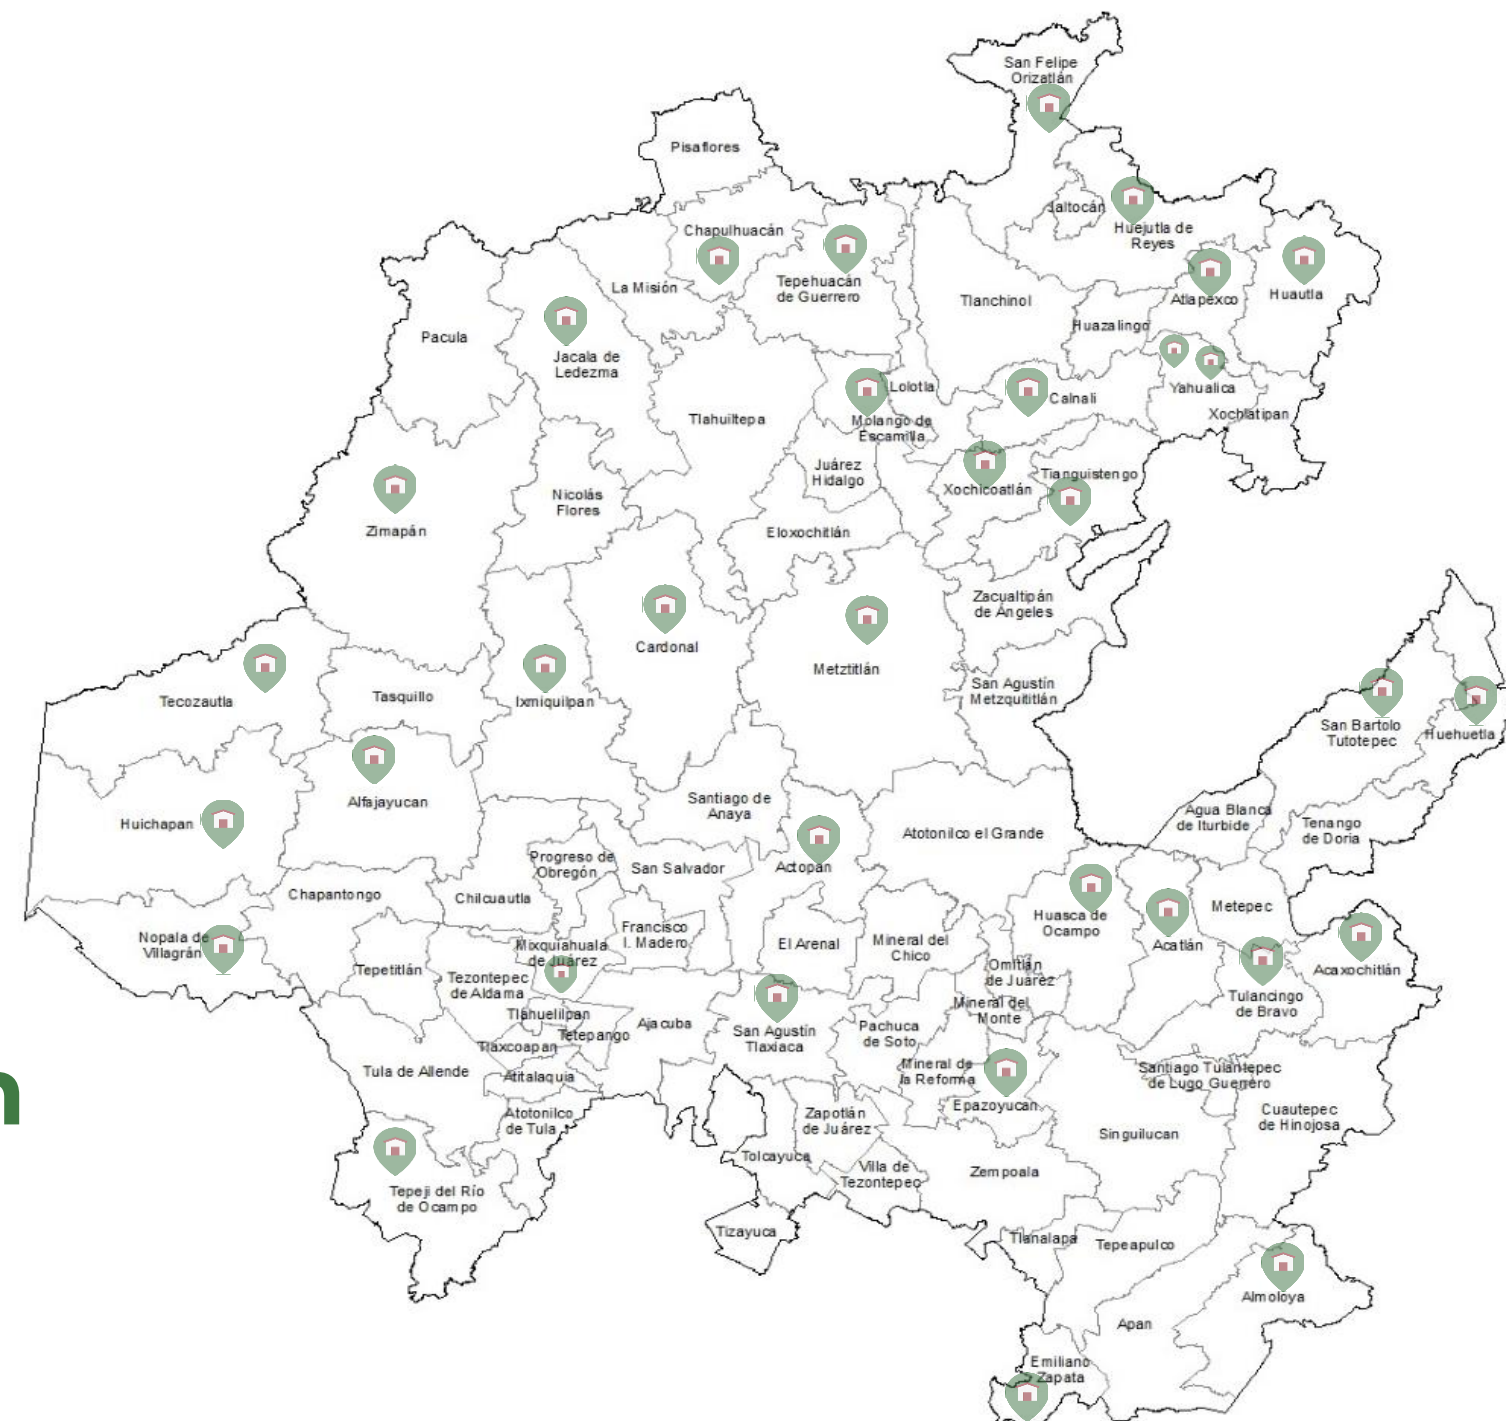 San Felipe
Orizatlán
Pisaflores
Jaltocán
Chapulhuacán
Huejutla de
Reyes
La Misión
Tepehuacán
de Guerrero
Tlanchinol
Atlapexco
Huautla
Huazalingo
Pacula
Jacala de
Ledezma
Lolotla
Calnali
Yahualica
Xochiatipan
Tlahuiltepa
Molango de
Escamilla
Juárez
Hidalgo
Xochicoatlán
Tianguistengo
Nicolás
Flores
Zimapán
Eloxochitlán
Zacualtipán
de Ángeles
Cardonal
Metztitlán
San Agustín
Metzquititlán
Tecozautla
Tasquillo
Ixmiquilpan
San Bartolo
Tutotepec
Huehuetla
Huichapan
Alfajayucan
Santiago de
Anaya
Atotonilco el Grande
Agua Blanca
de Iturbide
Tenango
de Doria
Progreso de
Obregón
San Salvador
Actopan
Chapantongo
Chilcuautla
Metepec
Huasca de
Ocampo
Acatlán
Nopala de
Villagrán
Francisco
I. Madero
El Arenal
Mineral del
Chico
Mixquiahuala
de Juárez
Tepetitlán
Tezontepec
de Aldama
Omitlán
de Juárez
Acaxochitlán
Tulancingo
de Bravo
Mineral del
Monte
Tlahuelilpan
Tetepango
Ajacuba
San Agustín
Tlaxiaca
Pachuca
de Soto
Tlaxcoapan
Tula de Allende
Atitalaquia
Mineral de
la Reforma
Santiago Tulantepec
de Lugo Guerrero
Epazoyucan
Atotonilco
de Tula
Zapotlán
de Juárez
Cuautepec
de Hinojosa
Singuilucan
Tolcayuca
Villa de
Tezontepec
Zempoala
Tepeji del Río
de Ocampo
Tizayuca
Tlanalapa
Tepeapulco
Almoloya
Apan
Emiliano
Zapata
n